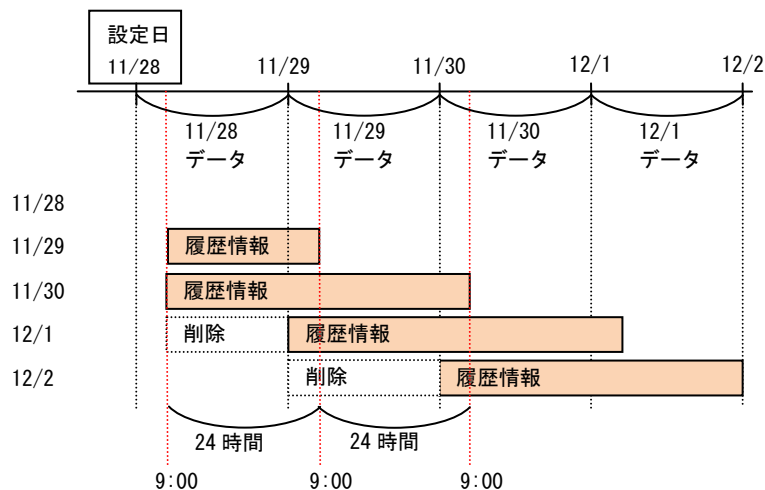 設定日
11/28 11/29 11/30 12/1 12/2
11/28 11/29 11/30 12/1
データ データ データ データ
11/28
11/29 履歴情報
11/30 履歴情報
12/1 削除 履歴情報
12/2 削除 履歴情報
24 時間 24 時間
9:00 9:00 9:00